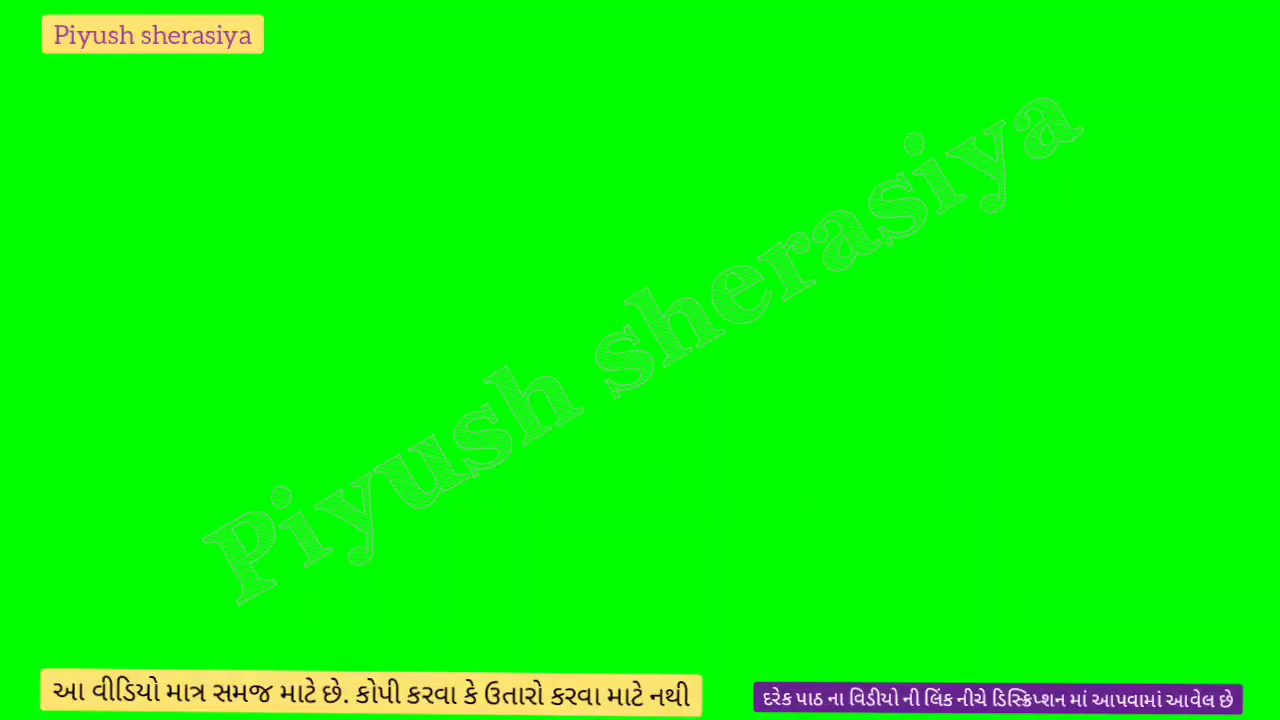 Piyush sherasiya
Piyush sherasiya
આ વીડિયો માત્ર સમજ માટે છે. કોપી કરવા કે ઉતારો કરવા માટે નથી
દરેક પાઠ ના વિડીયો ની લિંક નીચે ડિસ્ક્રિપ્શન માં આપવામાં આવેલ છે